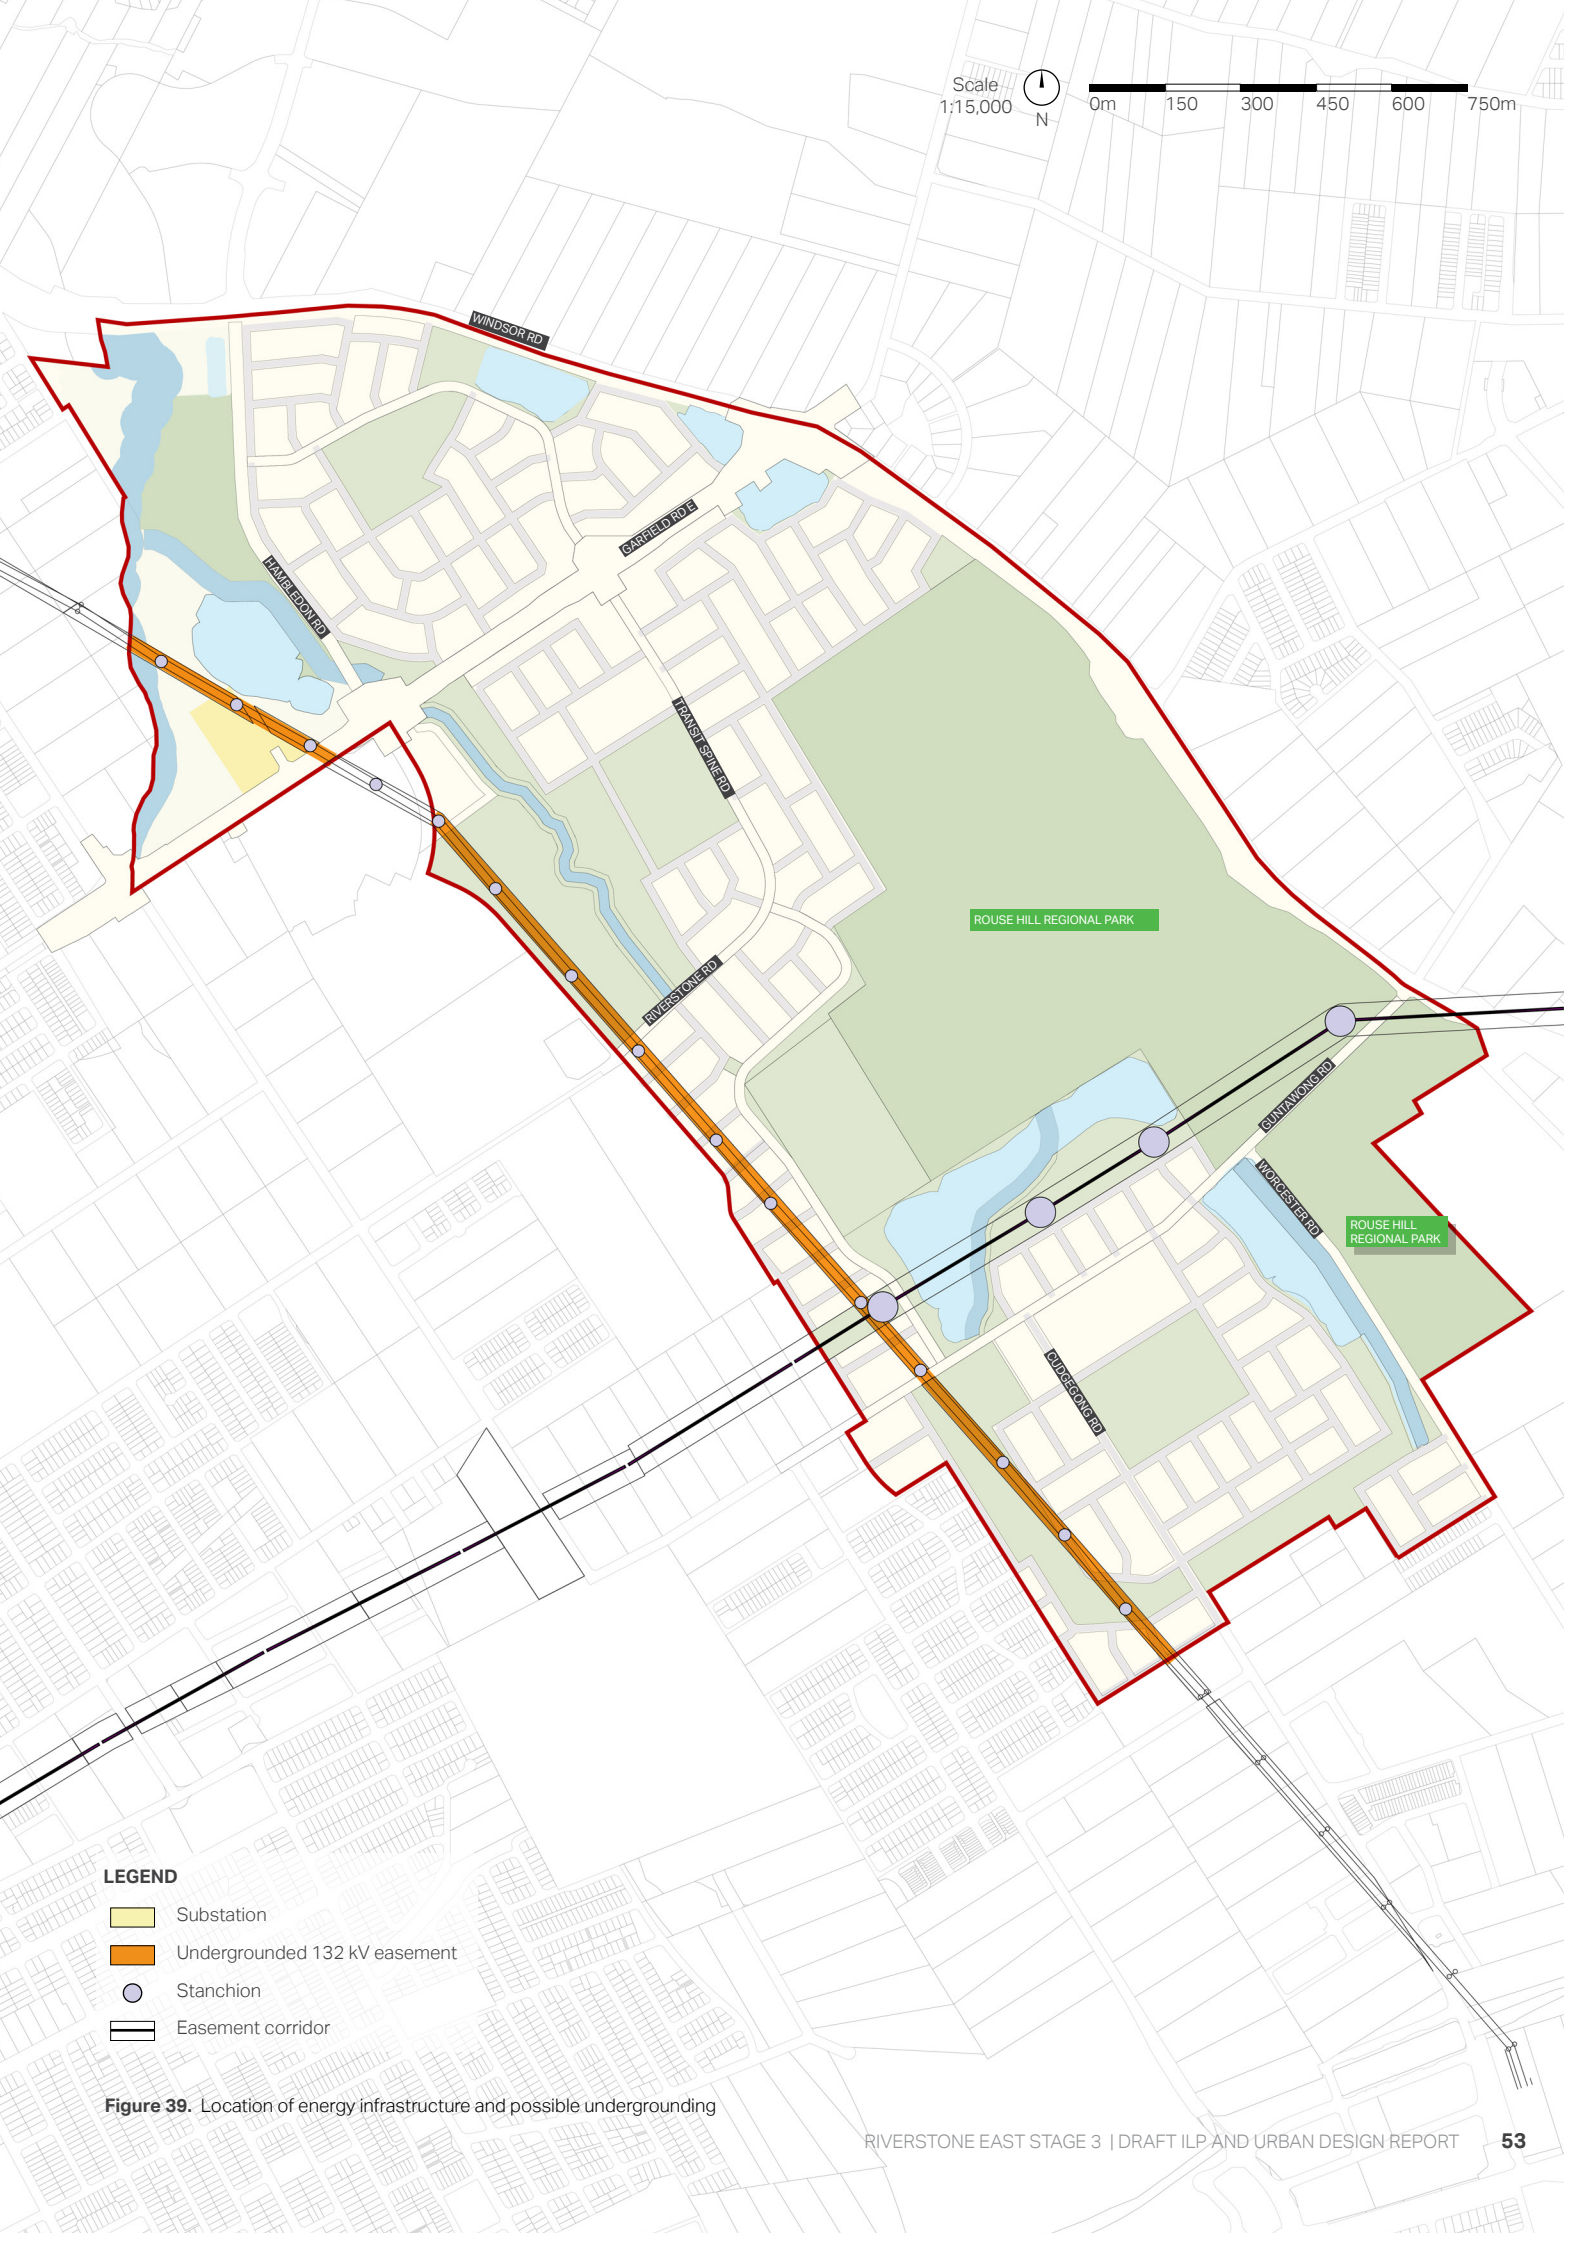 Scale
1:15,000
N
0m 150 300 450 600 750m
WINDSOR RD
GARFIELD RD E
HAMBLEDON RD
TRANSIT SPINE RD
ROUSE HILL REGIONAL PARK
RIVERSTONE RD
GUNTAWONG RD
WORCESTER RD
ROUSE HILL
REGIONAL PARK
CUDGEGONG RD
LEGEND
Substation
Undergrounded 132 kV easement
Stanchion
Easement corridor
Figure 39. Location of energy infrastructure and possible undergrounding
RIVERSTONE EAST STAGE 3 | DRAFT ILP AND URBAN DESIGN REPORT 53